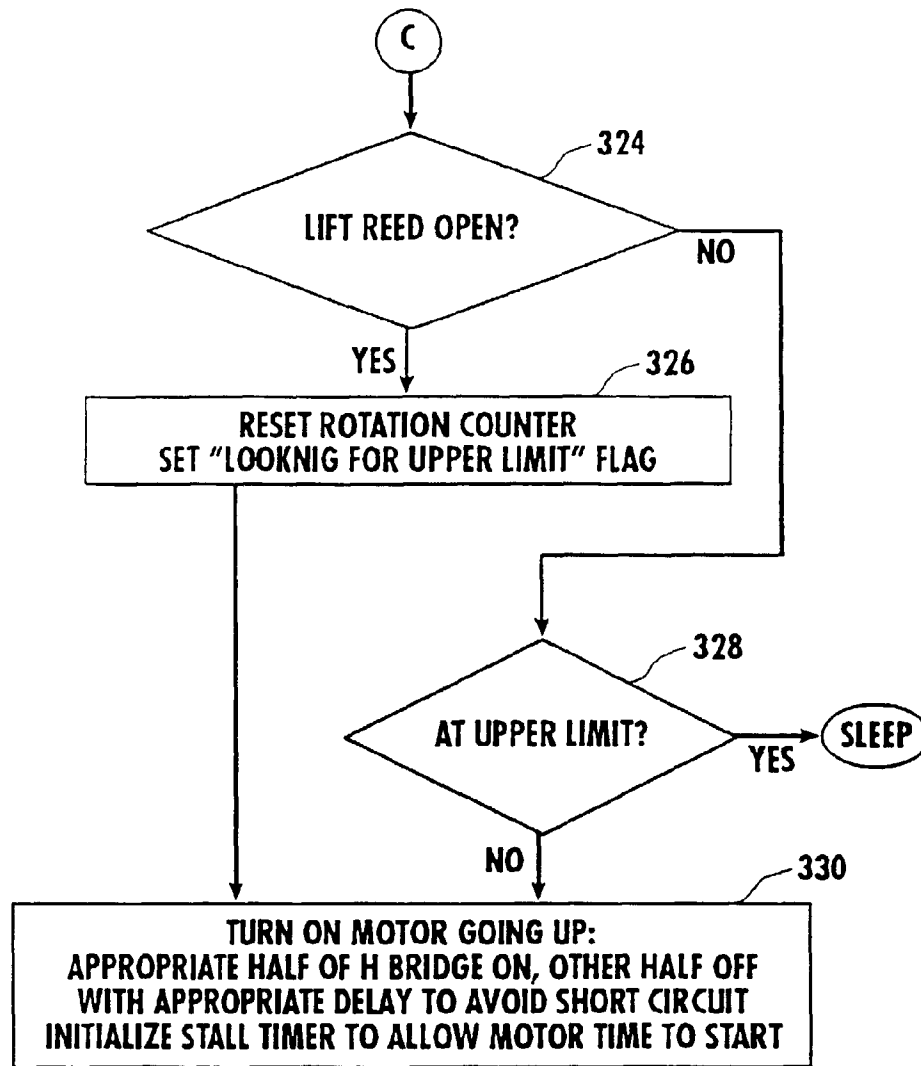 C
324
LIFT REED OPEN?
NO
YES
326
RESET ROTATION COUNTER
SET "LOOKNIG FOR UPPER LIMIT" FLAG
328
AT UPPER LIMIT?
YES
SLEEP
NO
330
TURN ON MOTOR GOING UP:
APPROPRIATE HALF OF H BRIDGE ON, OTHER HALF OFF
WITH APPROPRIATE DELAY TO AVOID SHORT CIRCUIT
INITIALIZE STALL TIMER TO ALLOW MOTOR TIME TO START